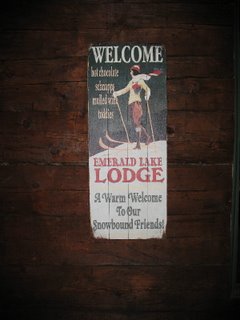 WELCOME
hot chocolate
schnapps
mulled wine
toddies
EMERALD LAKE
LODGE
A Warm Welcome
To Our
Snowbound Friends!